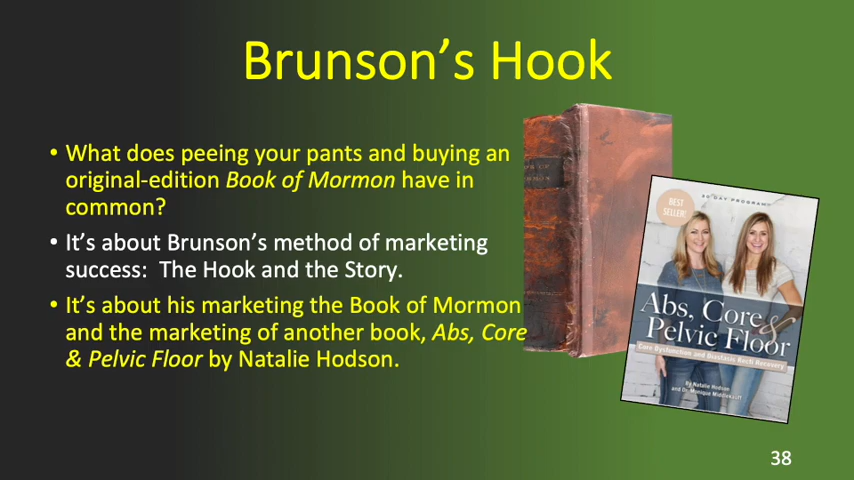 Brunson's Hook
• What does peeing your pants and buying an
original-edition Book of Mormon have in
common?
• It's about Brunson's method of marketing
success:  The Hook and the Story.
• It's about his marketing the Book of Mormon
and the marketing of another book, Abs, Core
& Pelvic Floor by Natalie Hodson.
BEST
SELLER!
DAY PROGRAM
Abs, Core &
Pelvic Floor
Core Dysfunction and Diastasis Recti Recovery
By Natalie Hodson
and Dr. Monique Middlekauff
38